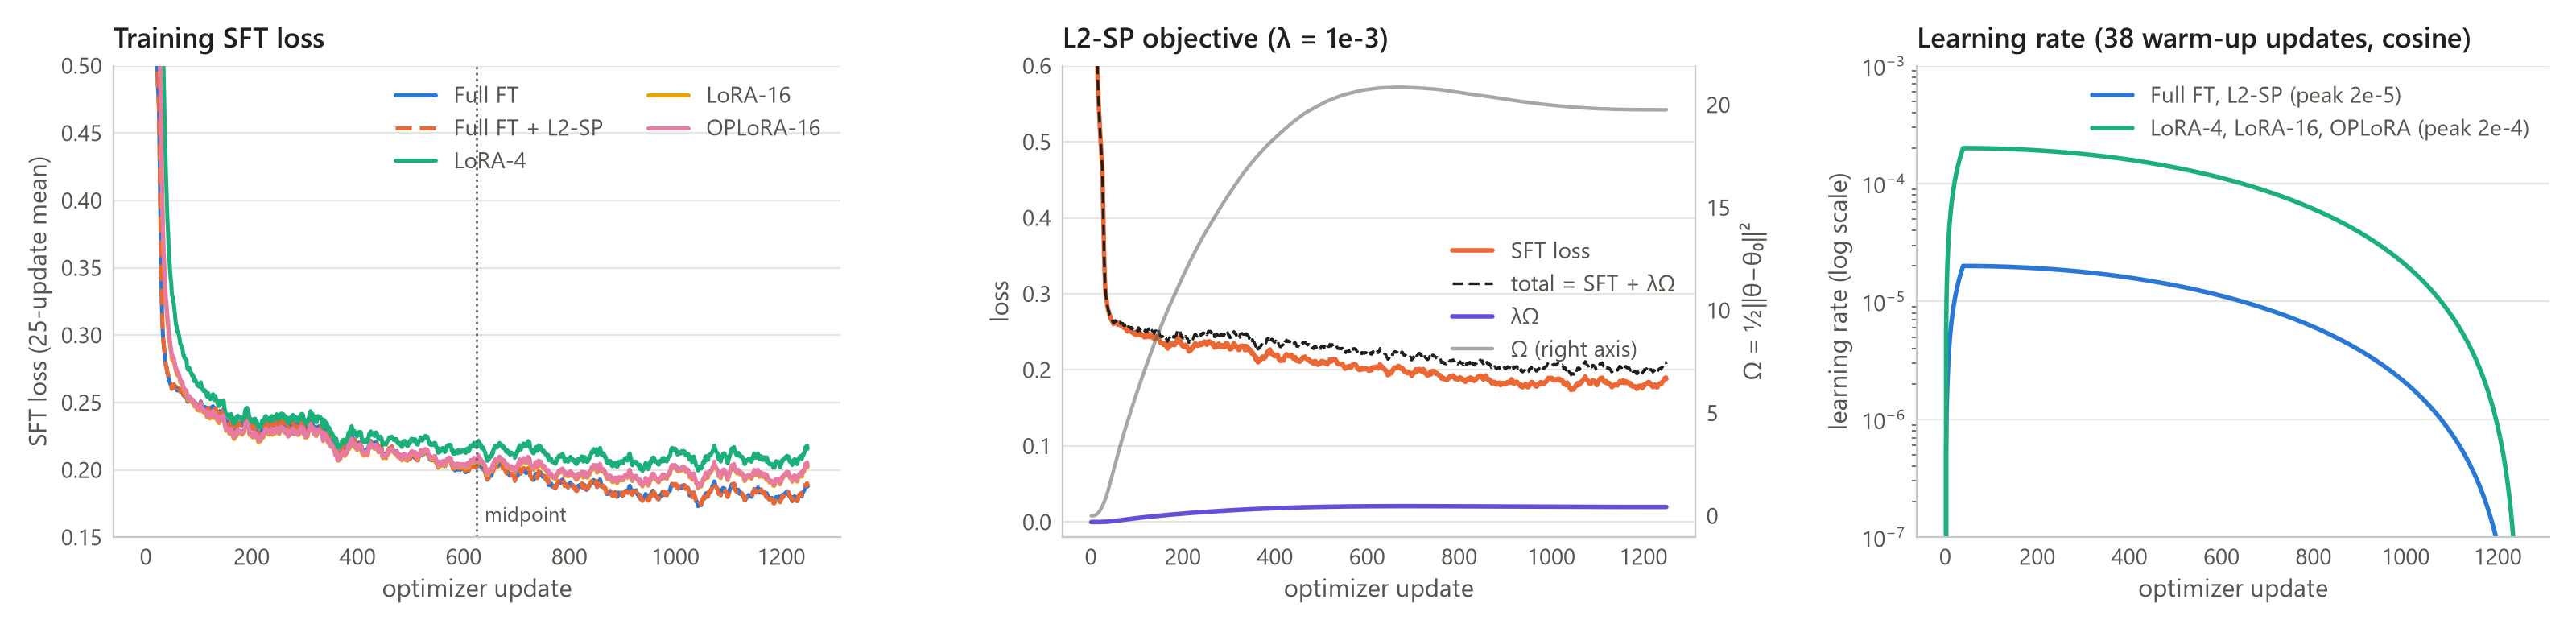 Training SFT loss
SFT loss (25-update mean)
0.50
0.45
0.40
0.35
0.30
0.25
0.20
0.15
Full FT
Full FT + L2-SP
LoRA-4
LoRA-16
OPLoRA-16
midpoint
0 200 400 600 800 1000 1200
optimizer update
L2-SP objective (λ = 1e-3)
loss
0.6
0.5
0.4
0.3
0.2
0.1
0.0
SFT loss
total = SFT + λΩ
λΩ
Ω (right axis)
20
15
10
5
0
Ω = ½||θ−θ₀||²
0 200 400 600 800 1000 1200
optimizer update
Learning rate (38 warm-up updates, cosine)
learning rate (log scale)
10⁻³
10⁻⁴
10⁻⁵
10⁻⁶
10⁻⁷
Full FT, L2-SP (peak 2e-5)
LoRA-4, LoRA-16, OPLoRA (peak 2e-4)
0 200 400 600 800 1000 1200
optimizer update